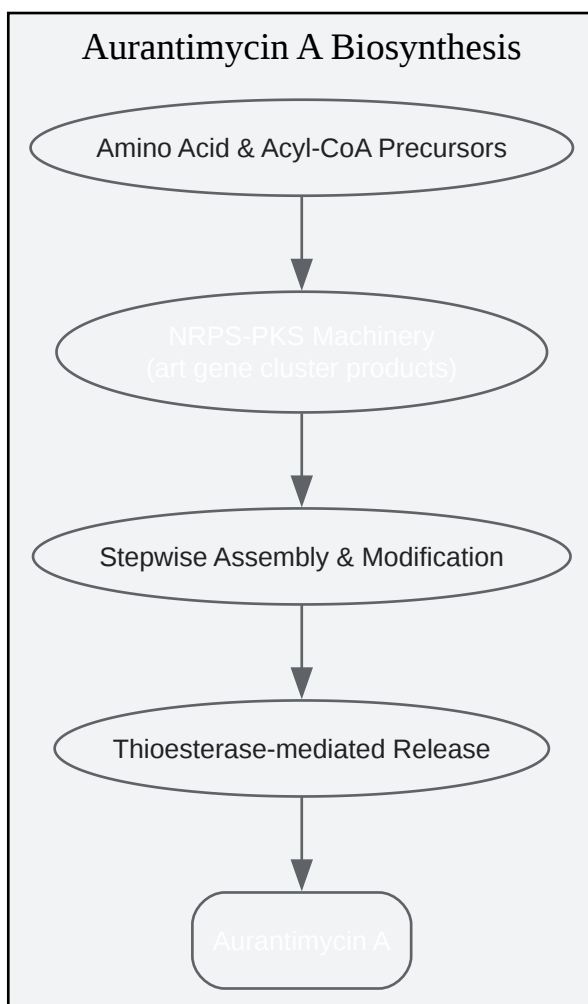 Aurantimycin A Biosynthesis
Amino Acid & Acyl-CoA Precursors
NRPS-PKS Machinery
(art gene cluster products)
Stepwise Assembly & Modification
Thioesterase-mediated Release
Aurantimycin A